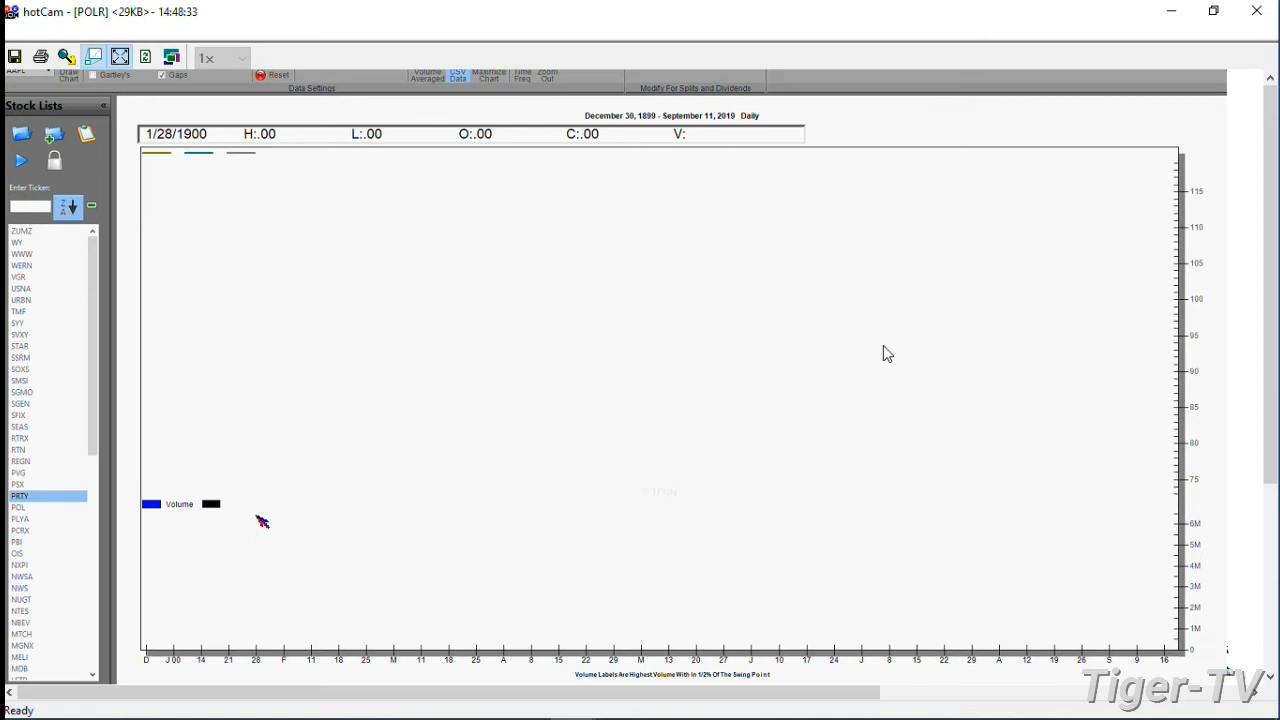 hotCam - [POLR] <29KB> - 14:48:33
1x
AAPL
Draw Chart
Gartley's
Gaps
Reset
Volume Averaged
CSV Data
Maximize Chart
Time Freq
Zoom Out
Data Settings
Modify For Splits and Dividends
Stock Lists
«
December 30, 1899 - September 11, 2019 Daily
1/28/1900 H:.00 L:.00 O:.00 C:.00 V:
Enter Ticker:
Z
A
ZUMZ
WY
WWW
WERN
VGR
USNA
URBN
TMF
SYY
SVXY
STAR
SSRM
SOXS
SMSI
SGMO
SGEN
SFIX
SEAS
RTRX
RTN
REGN
PVG
PSX
PRTY
POL
PLYA
PCRX
PBI
OIS
NXPI
NWSA
NWS
NUGT
NTES
NBEV
MTCH
MGNX
MELI
MDB
115
110
105
100
95
90
85
80
75
Volume
6M
5M
4M
3M
2M
1M
0
D J 00 14 21 28 F 11 18 25 M 11 18 25 A 8 15 22 29 M 13 20 27 J 10 17 24 J 8 15 22 29 A 12 19 26 S 9 16
Volume Labels Are Highest Volume With In 1/2% Of The Swing Point
Tiger-TV
Ready